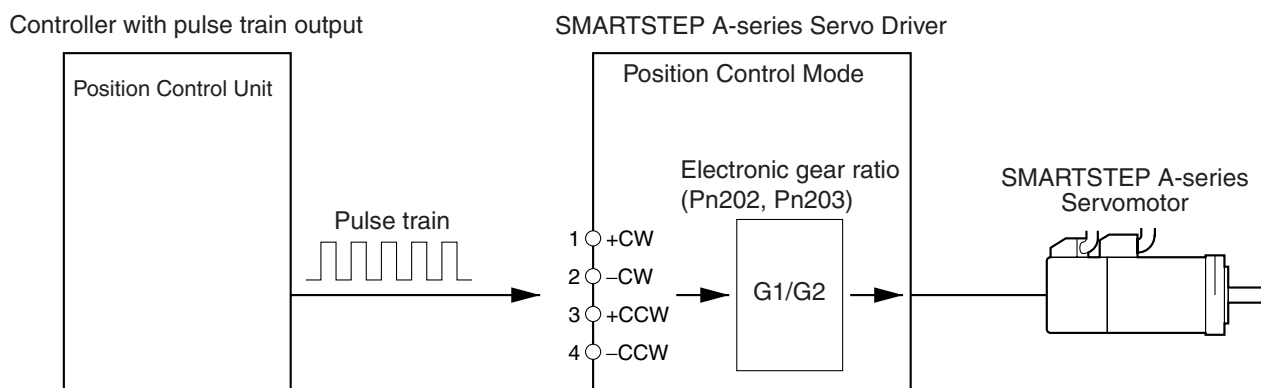 Controller with pulse train output
SMARTSTEP A-series Servo Driver
Position Control Unit
Position Control Mode
Electronic gear ratio
(Pn202, Pn203)
SMARTSTEP A-series
Servomotor
Pulse train
1 +CW
2 –CW
3 +CCW
4 –CCW
G1/G2